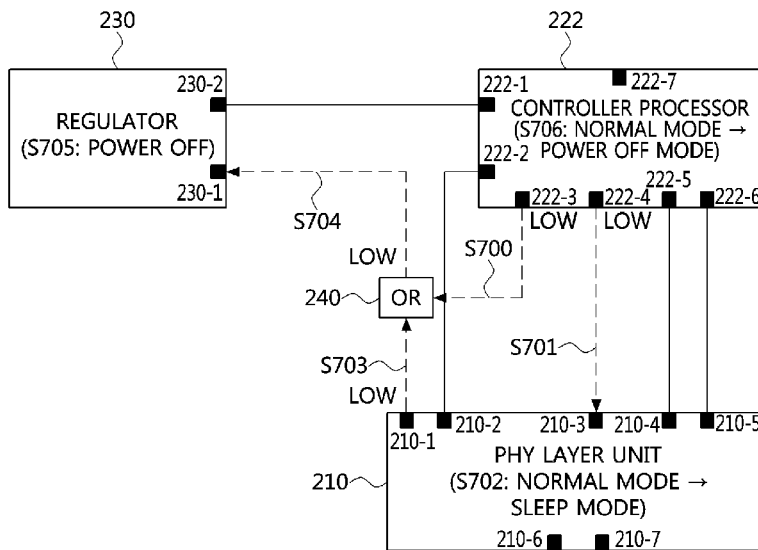 230
222
230-2
REGULATOR
(S705: POWER OFF)
230-1
222-1
222-7
CONTROLLER PROCESSOR
(S706: NORMAL MODE →
POWER OFF MODE)
222-2
222-3
222-4
222-5
222-6
LOW
LOW
S704
S700
LOW
240
OR
S701
S703
LOW
210-1
210-2
210-3
210-4
210-5
210
PHY LAYER UNIT
(S702: NORMAL MODE →
SLEEP MODE)
210-6
210-7